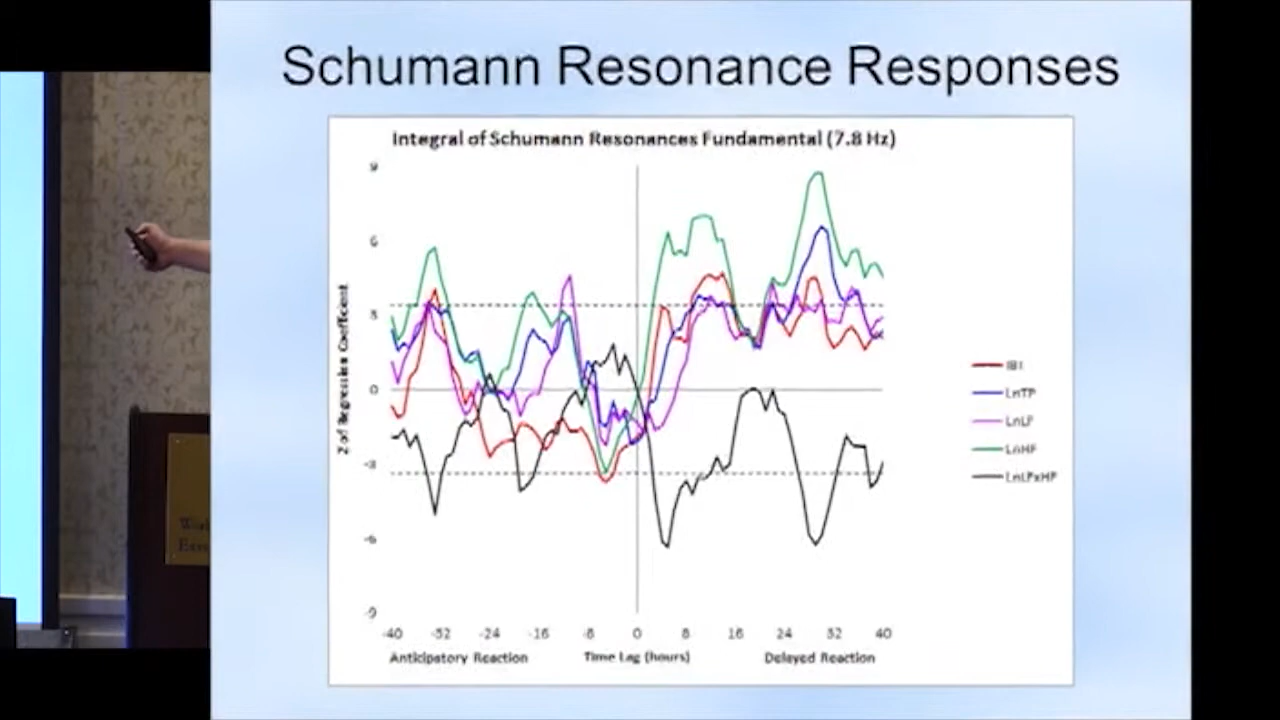 Schumann Resonance Responses
Integral of Schumann Resonances Fundamental (7.8 Hz)
9
6
3
0
-3
-6
-9
Z of Regression Coefficient
-40 -32 -24 -16 -8 0 8 16 24 32 40
Anticipatory Reaction Time Lag (hours) Delayed Reaction
IBI
LnTP
LnLF
LnHF